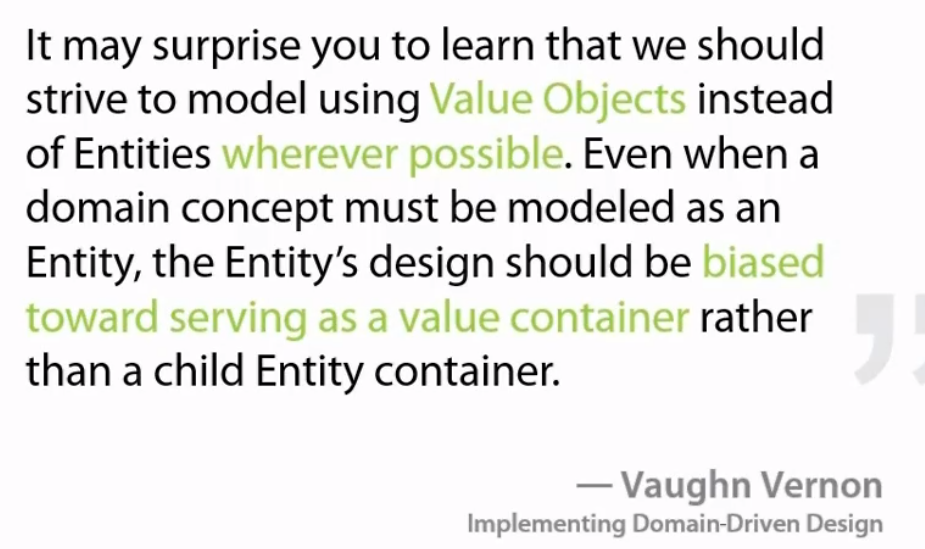 It may surprise you to learn that we should
strive to model using Value Objects instead
of Entities wherever possible. Even when a
domain concept must be modeled as an
Entity, the Entity’s design should be biased
toward serving as a value container rather
than a child Entity container.
”
— Vaughn Vernon
Implementing Domain-Driven Design